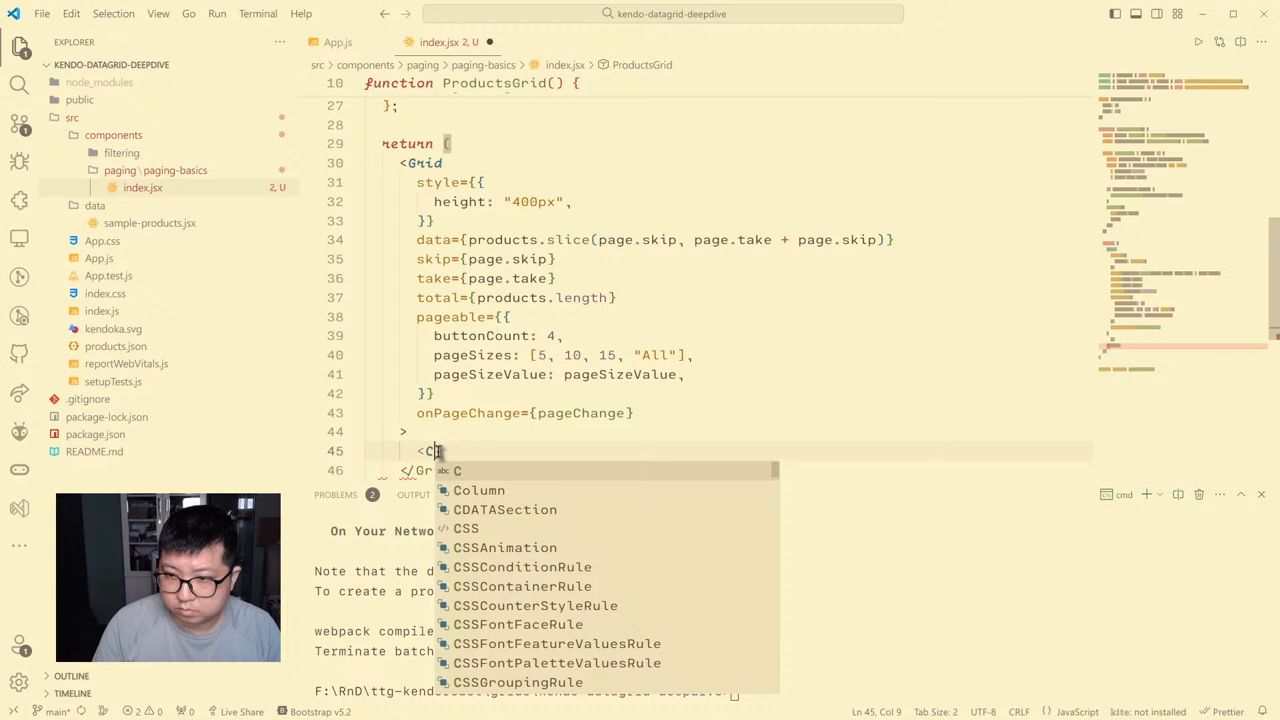 File Edit Selection View Go Run Terminal Help
kendo-datagrid-deepdive
EXPLORER
App.js
index.jsx 2, U
KENDO-DATAGRID-DEEPDIVE
src components paging paging-basics index.jsx ProductsGrid
node_modules
public
src
components
filtering
paging \ paging-basics
index.jsx 2, U
data
sample-products.jsx
App.css
App.js
App.test.js
index.css
index.js
kendoka.svg
products.json
reportWebVitals.js
setupTests.js
.gitignore
package-lock.json
package.json
README.md
OUTLINE
TIMELINE
10 function ProductsGrid() {
27 };
28
29 return (
30 <Grid
31 style={{
32 height: "400px",
33 }}
34 data={products.slice(page.skip, page.take + page.skip)}
35 skip={page.skip}
36 take={page.take}
37 total={products.length}
38 pageable={{
39 buttonCount: 4,
40 pageSizes: [5, 10, 15, "All"],
41 pageSizeValue: pageSizeValue,
42 }}
43 onPageChange={pageChange}
44 >
45 <C
46 </Gr
abc C
Column
CDATASection
CSS
CSSAnimation
CSSConditionRule
CSSContainerRule
CSSCounterStyleRule
CSSFontFaceRule
CSSFontFeatureValuesRule
CSSFontPaletteValuesRule
CSSGroupingRule
PROBLEMS 2 OUTPUT
cmd
On Your Netwo
Note that the d
To create a pro
webpack compile
Terminate batch
main* 2 0 0 Live Share Bootstrap v5.2
Ln 45, Col 9 Tab Size: 2 UTF-8 CRLF JavaScript kite: not installed Prettier